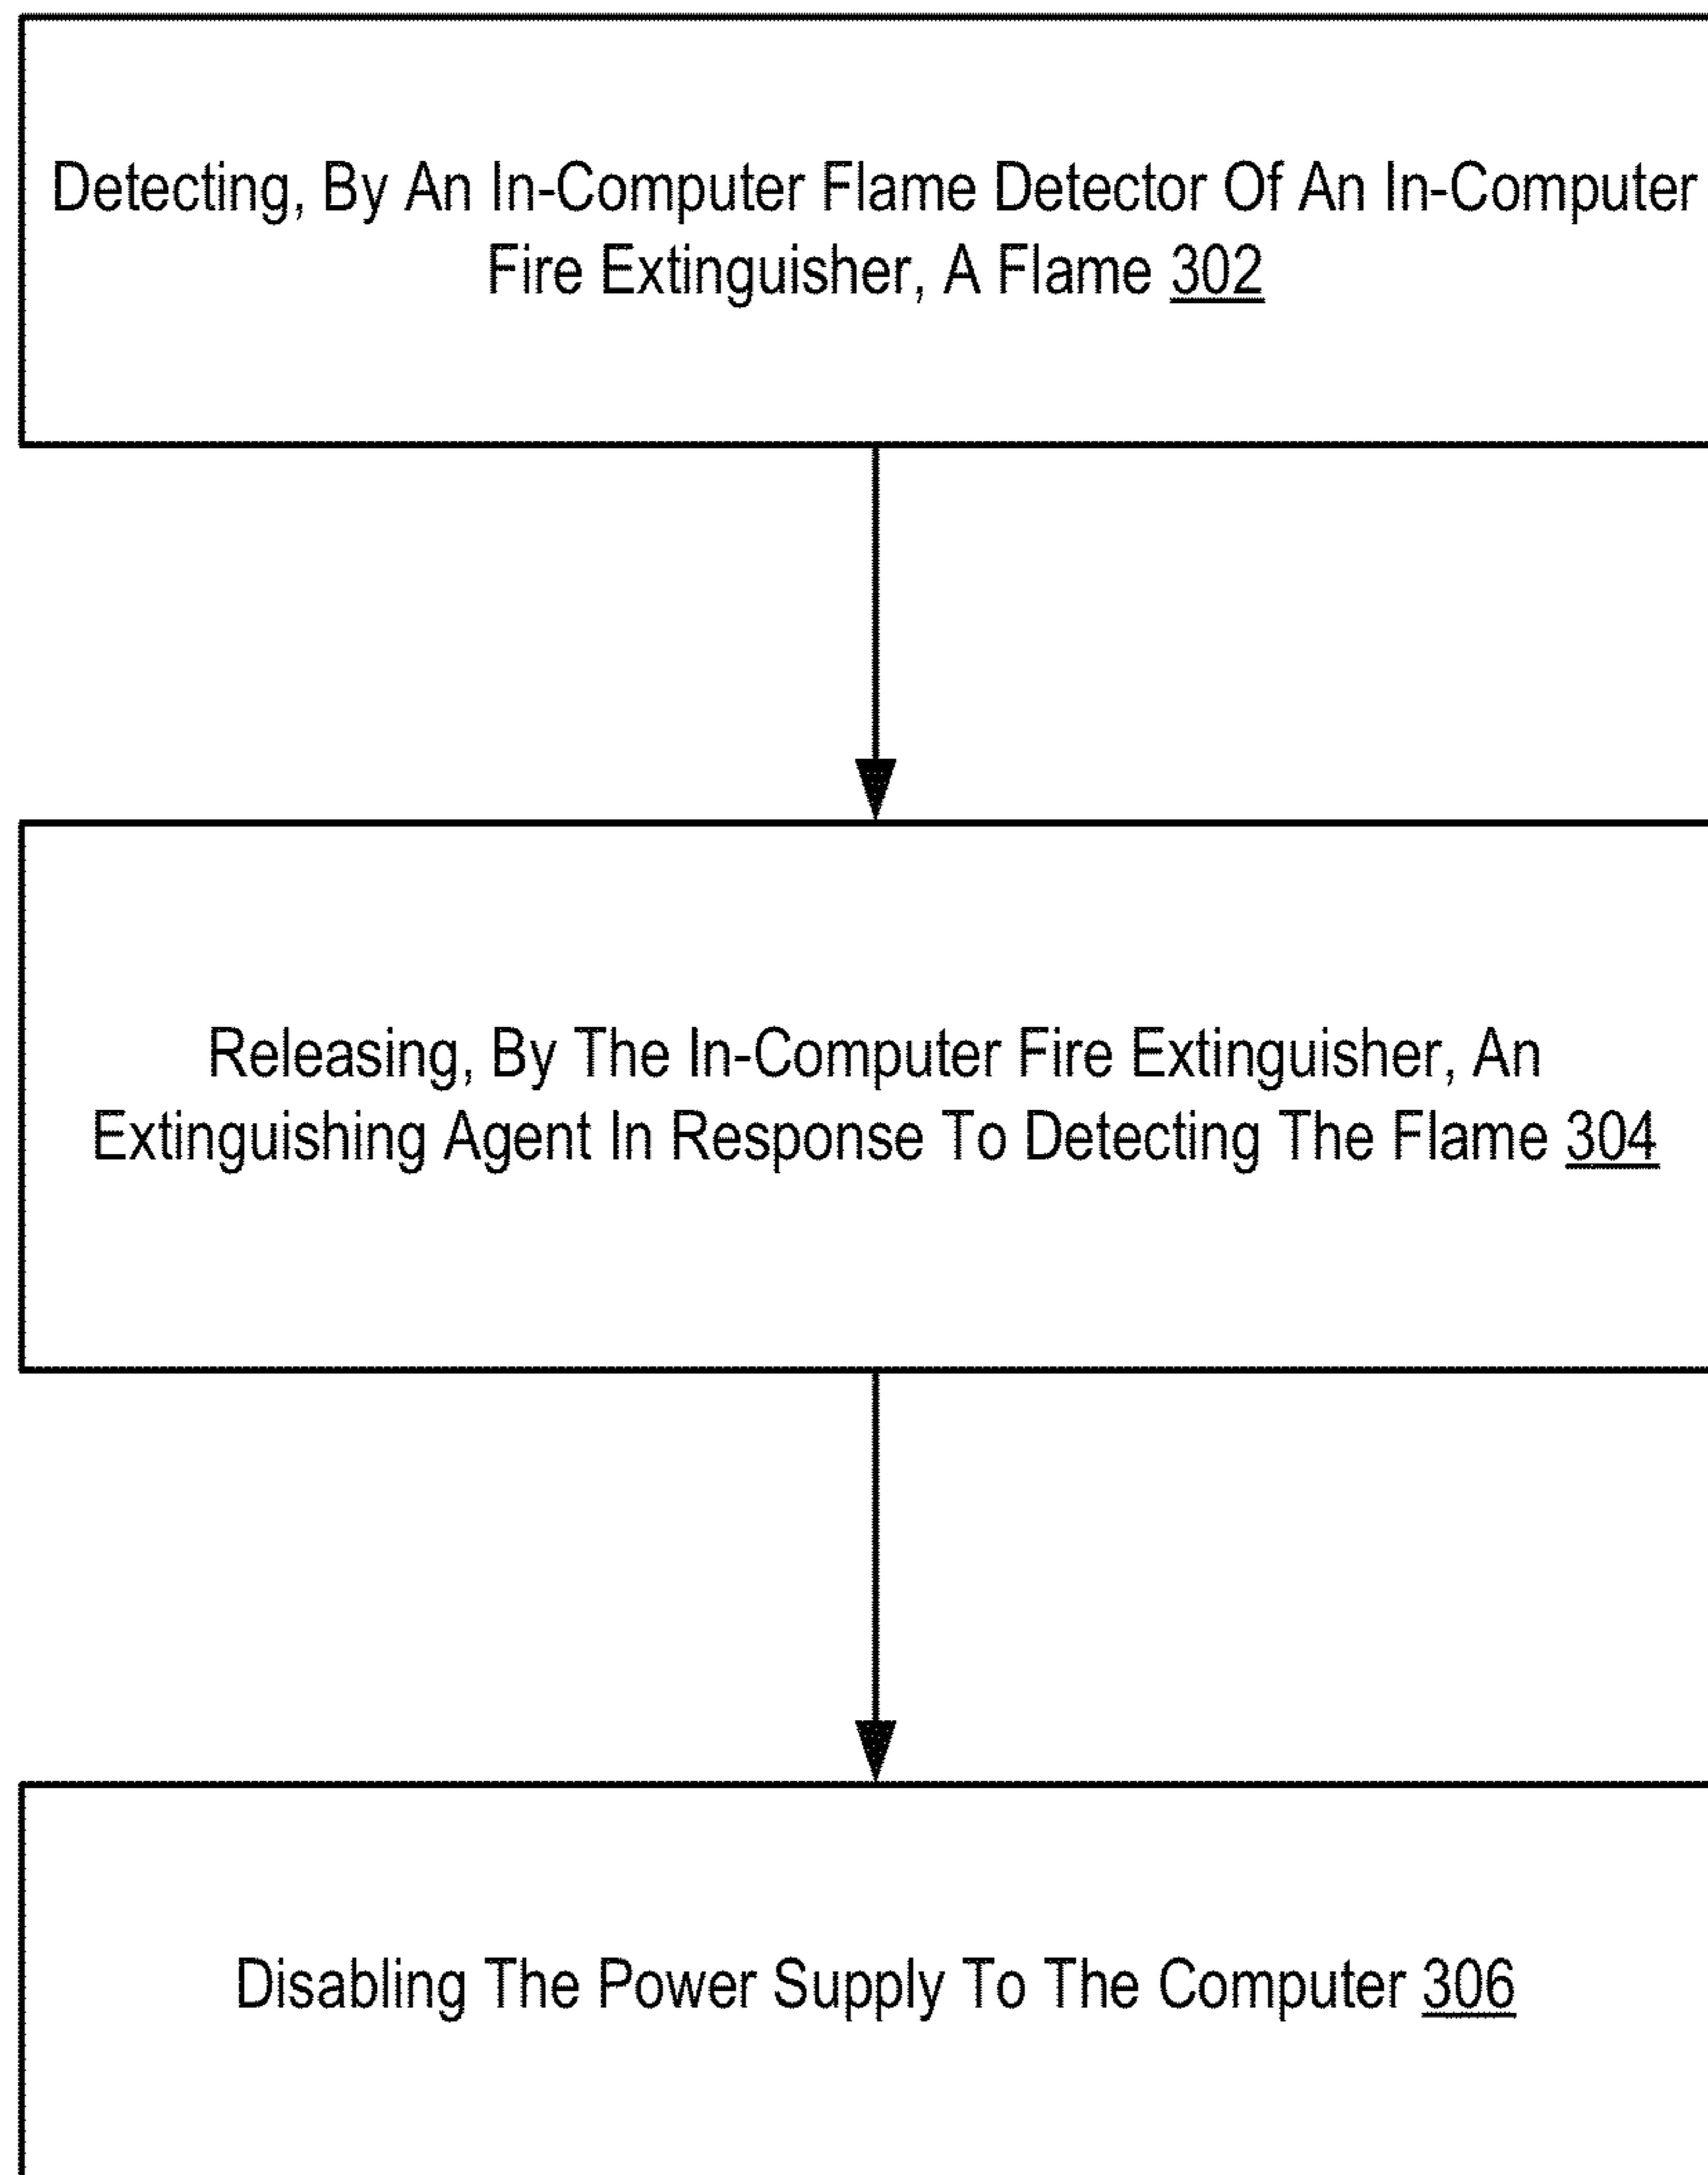 Detecting, By An In-Computer Flame Detector Of An In-Computer
Fire Extinguisher, A Flame 302
Releasing, By The In-Computer Fire Extinguisher, An
Extinguishing Agent In Response To Detecting The Flame 304
Disabling The Power Supply To The Computer 306